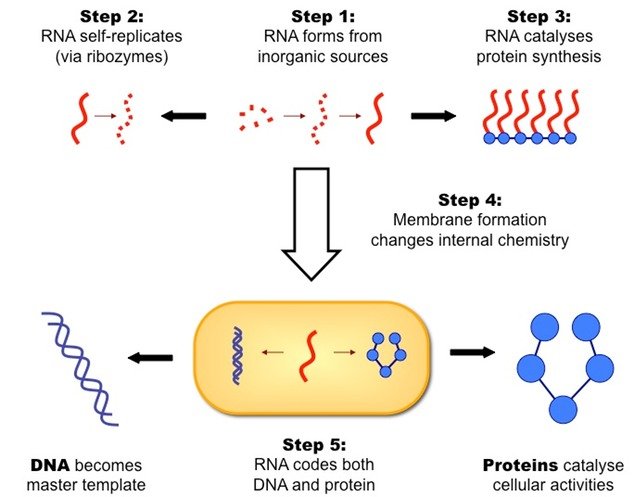 Step 2:
RNA self-replicates
(via ribozymes)
Step 1:
RNA forms from
inorganic sources
Step 3:
RNA catalyses
protein synthesis
Step 4:
Membrane formation
changes internal chemistry
DNA becomes
master template
Step 5:
RNA codes both
DNA and protein
Proteins catalyse
cellular activities